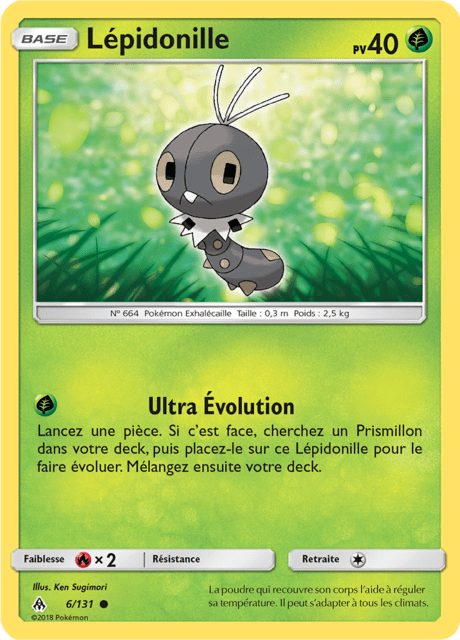 BASE Lépidonille PV40
N° 664 Pokémon Exhalécaille Taille : 0,3 m Poids : 2,5 kg
Ultra Évolution
Lancez une pièce. Si c'est face, cherchez un Prismillon
dans votre deck, puis placez-le sur ce Lépidonille pour le
faire évoluer. Mélangez ensuite votre deck.
Faiblesse × 2 Résistance Retraite
Illus. Ken Sugimori
6/131
©2018 Pokémon
La poudre qui recouvre son corps l'aide à réguler
sa température. Il peut s'adapter à tous les climats.